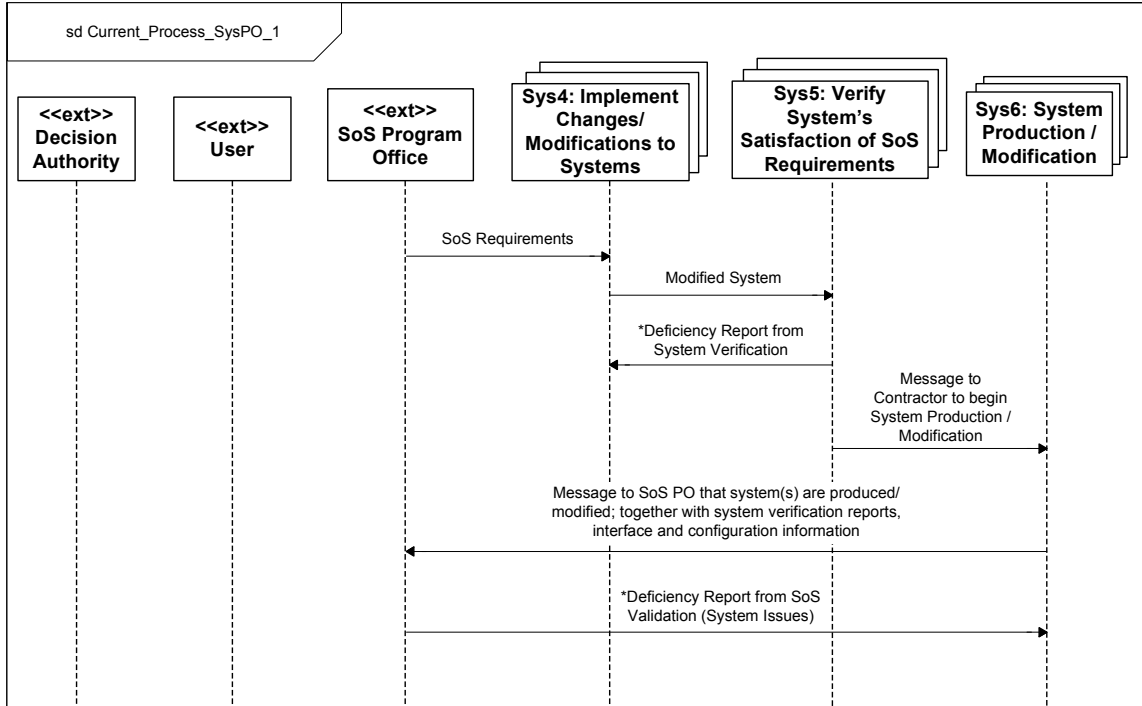 sd Current_Process_SysPO_1
<<ext>>
Decision
Authority
<<ext>>
User
<<ext>>
SoS Program
Office
Sys4: Implement
Changes/
Modifications to
Systems
Sys5: Verify
System's
Satisfaction of SoS
Requirements
Sys6: System
Production /
Modification
SoS Requirements
Modified System
*Deficiency Report from
System Verification
Message to
Contractor to begin
System Production /
Modification
Message to SoS PO that system(s) are produced/
modified; together with system verification reports,
interface and configuration information
*Deficiency Report from SoS
Validation (System Issues)